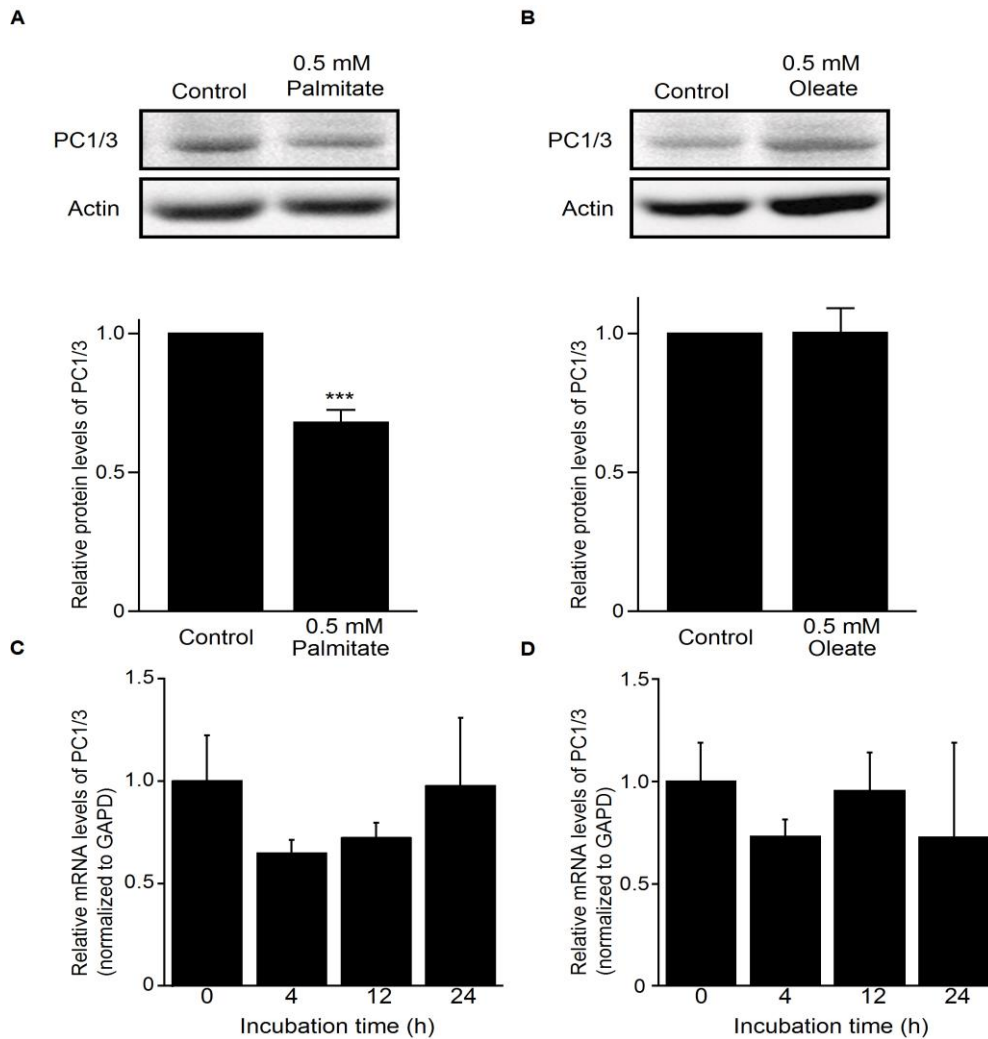 A
Control
0.5 mM
Palmitate
PC1/3
Actin
Relative protein levels of PC1/3
1.0
0.5
0
***
Control
0.5 mM
Palmitate
B
Control
0.5 mM
Oleate
PC1/3
Actin
Relative protein levels of PC1/3
1.0
0.5
0
Control
0.5 mM
Oleate
C
Relative mRNA levels of PC1/3
(normalized to GAPD)
1.5
1.0
0.5
0
0 4 12 24
Incubation time (h)
D
Relative mRNA levels of PC1/3
(normalized to GAPD)
1.5
1.0
0.5
0
0 4 12 24
Incubation time (h)